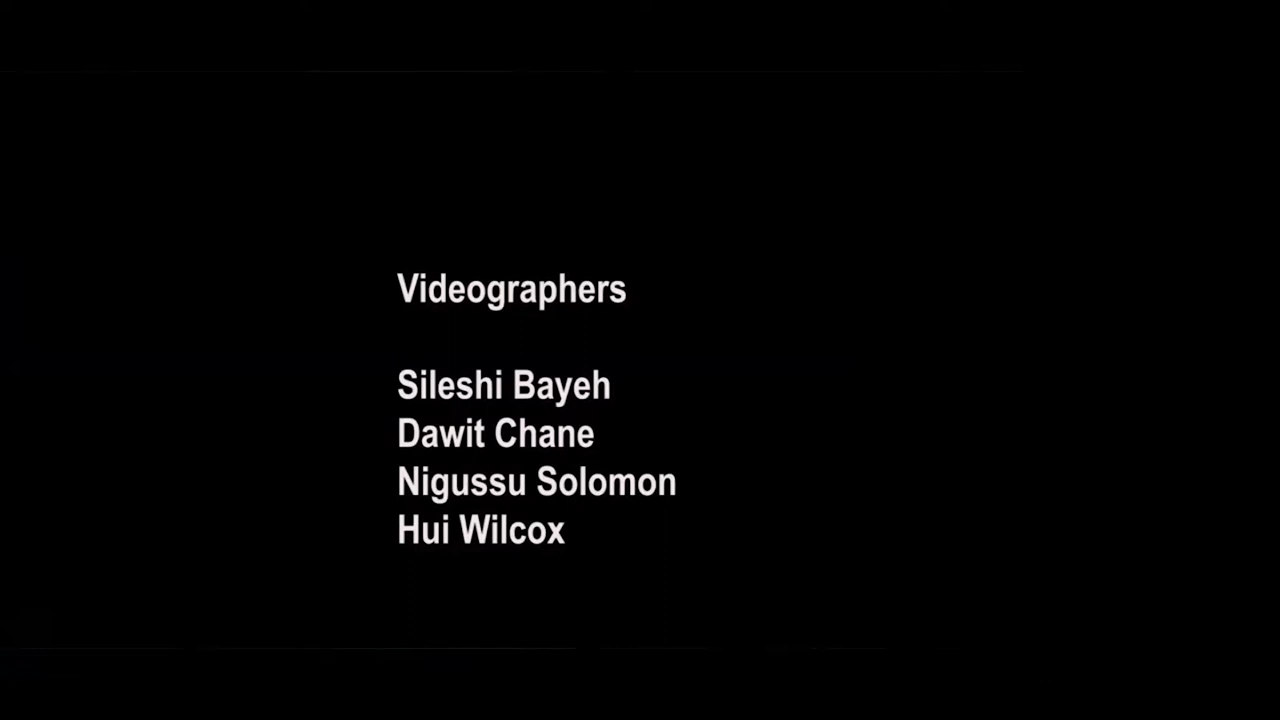 Videographers
Sileshi Bayeh
Dawit Chane
Nigussu Solomon
Hui Wilcox